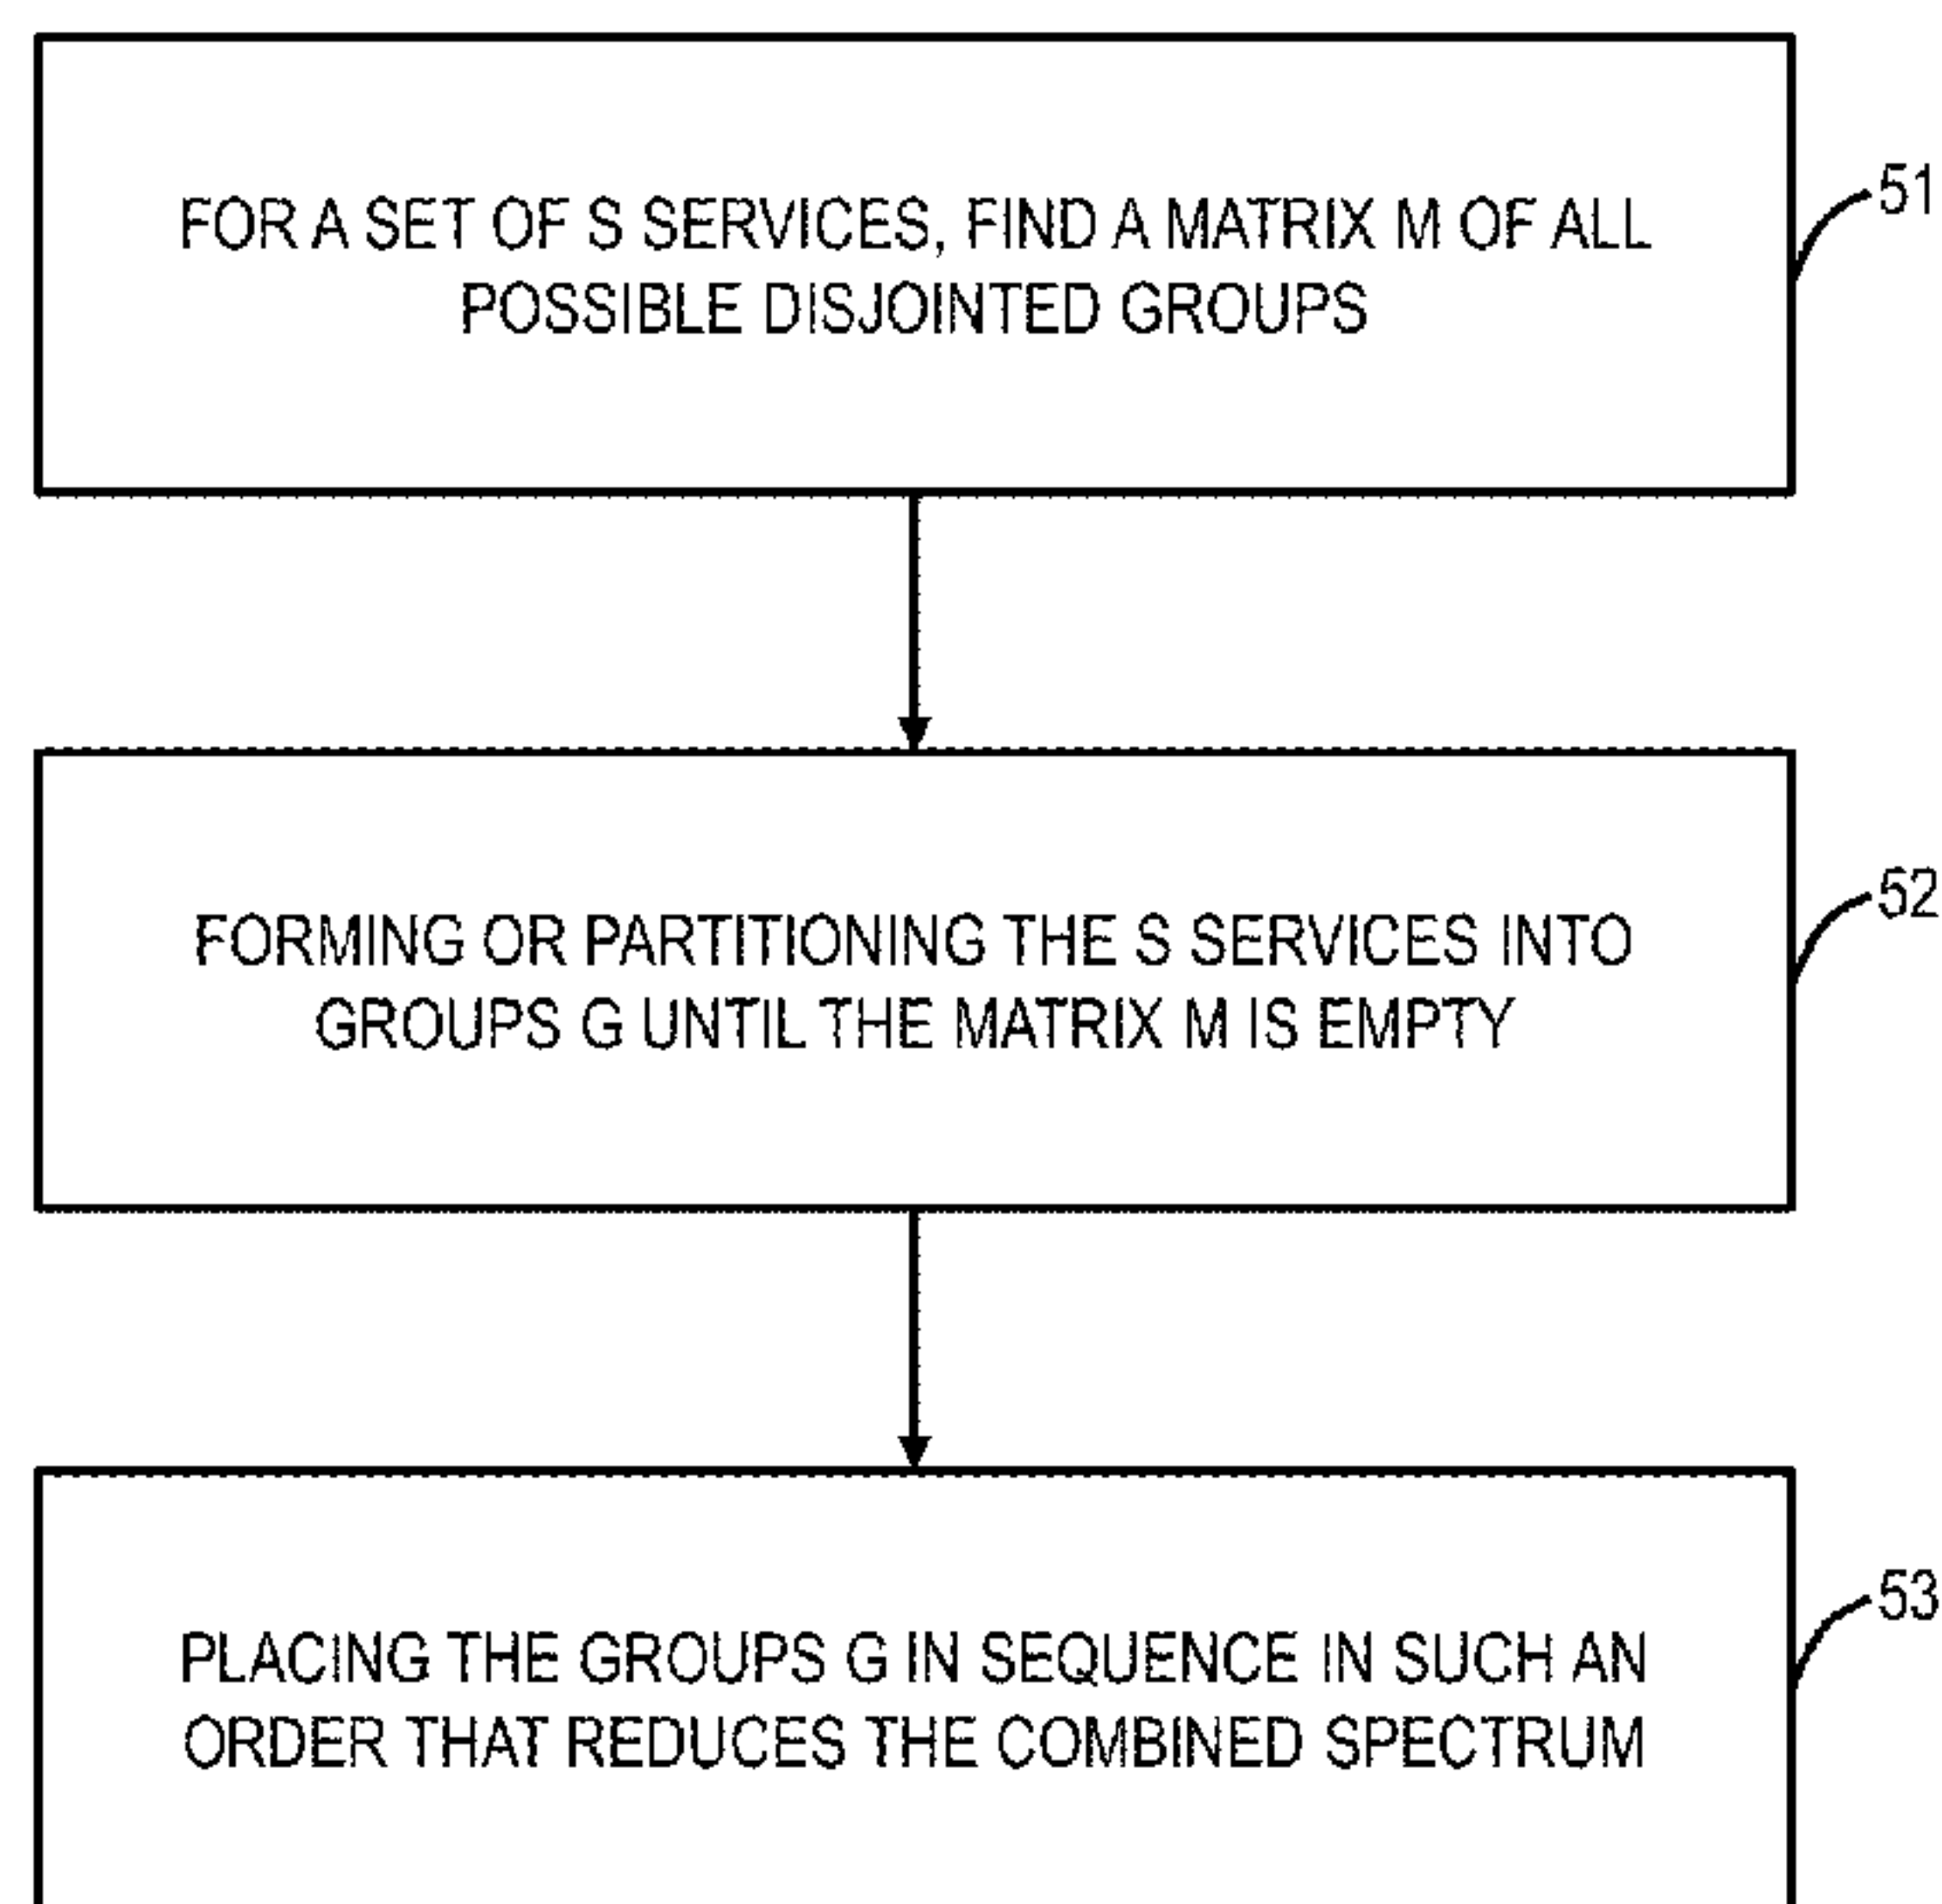 FOR A SET OF S SERVICES, FIND A MATRIX M OF ALL
POSSIBLE DISJOINTED GROUPS
51
FORMING OR PARTITIONING THE S SERVICES INTO
GROUPS G UNTIL THE MATRIX M IS EMPTY
52
PLACING THE GROUPS G IN SEQUENCE IN SUCH AN
ORDER THAT REDUCES THE COMBINED SPECTRUM
53